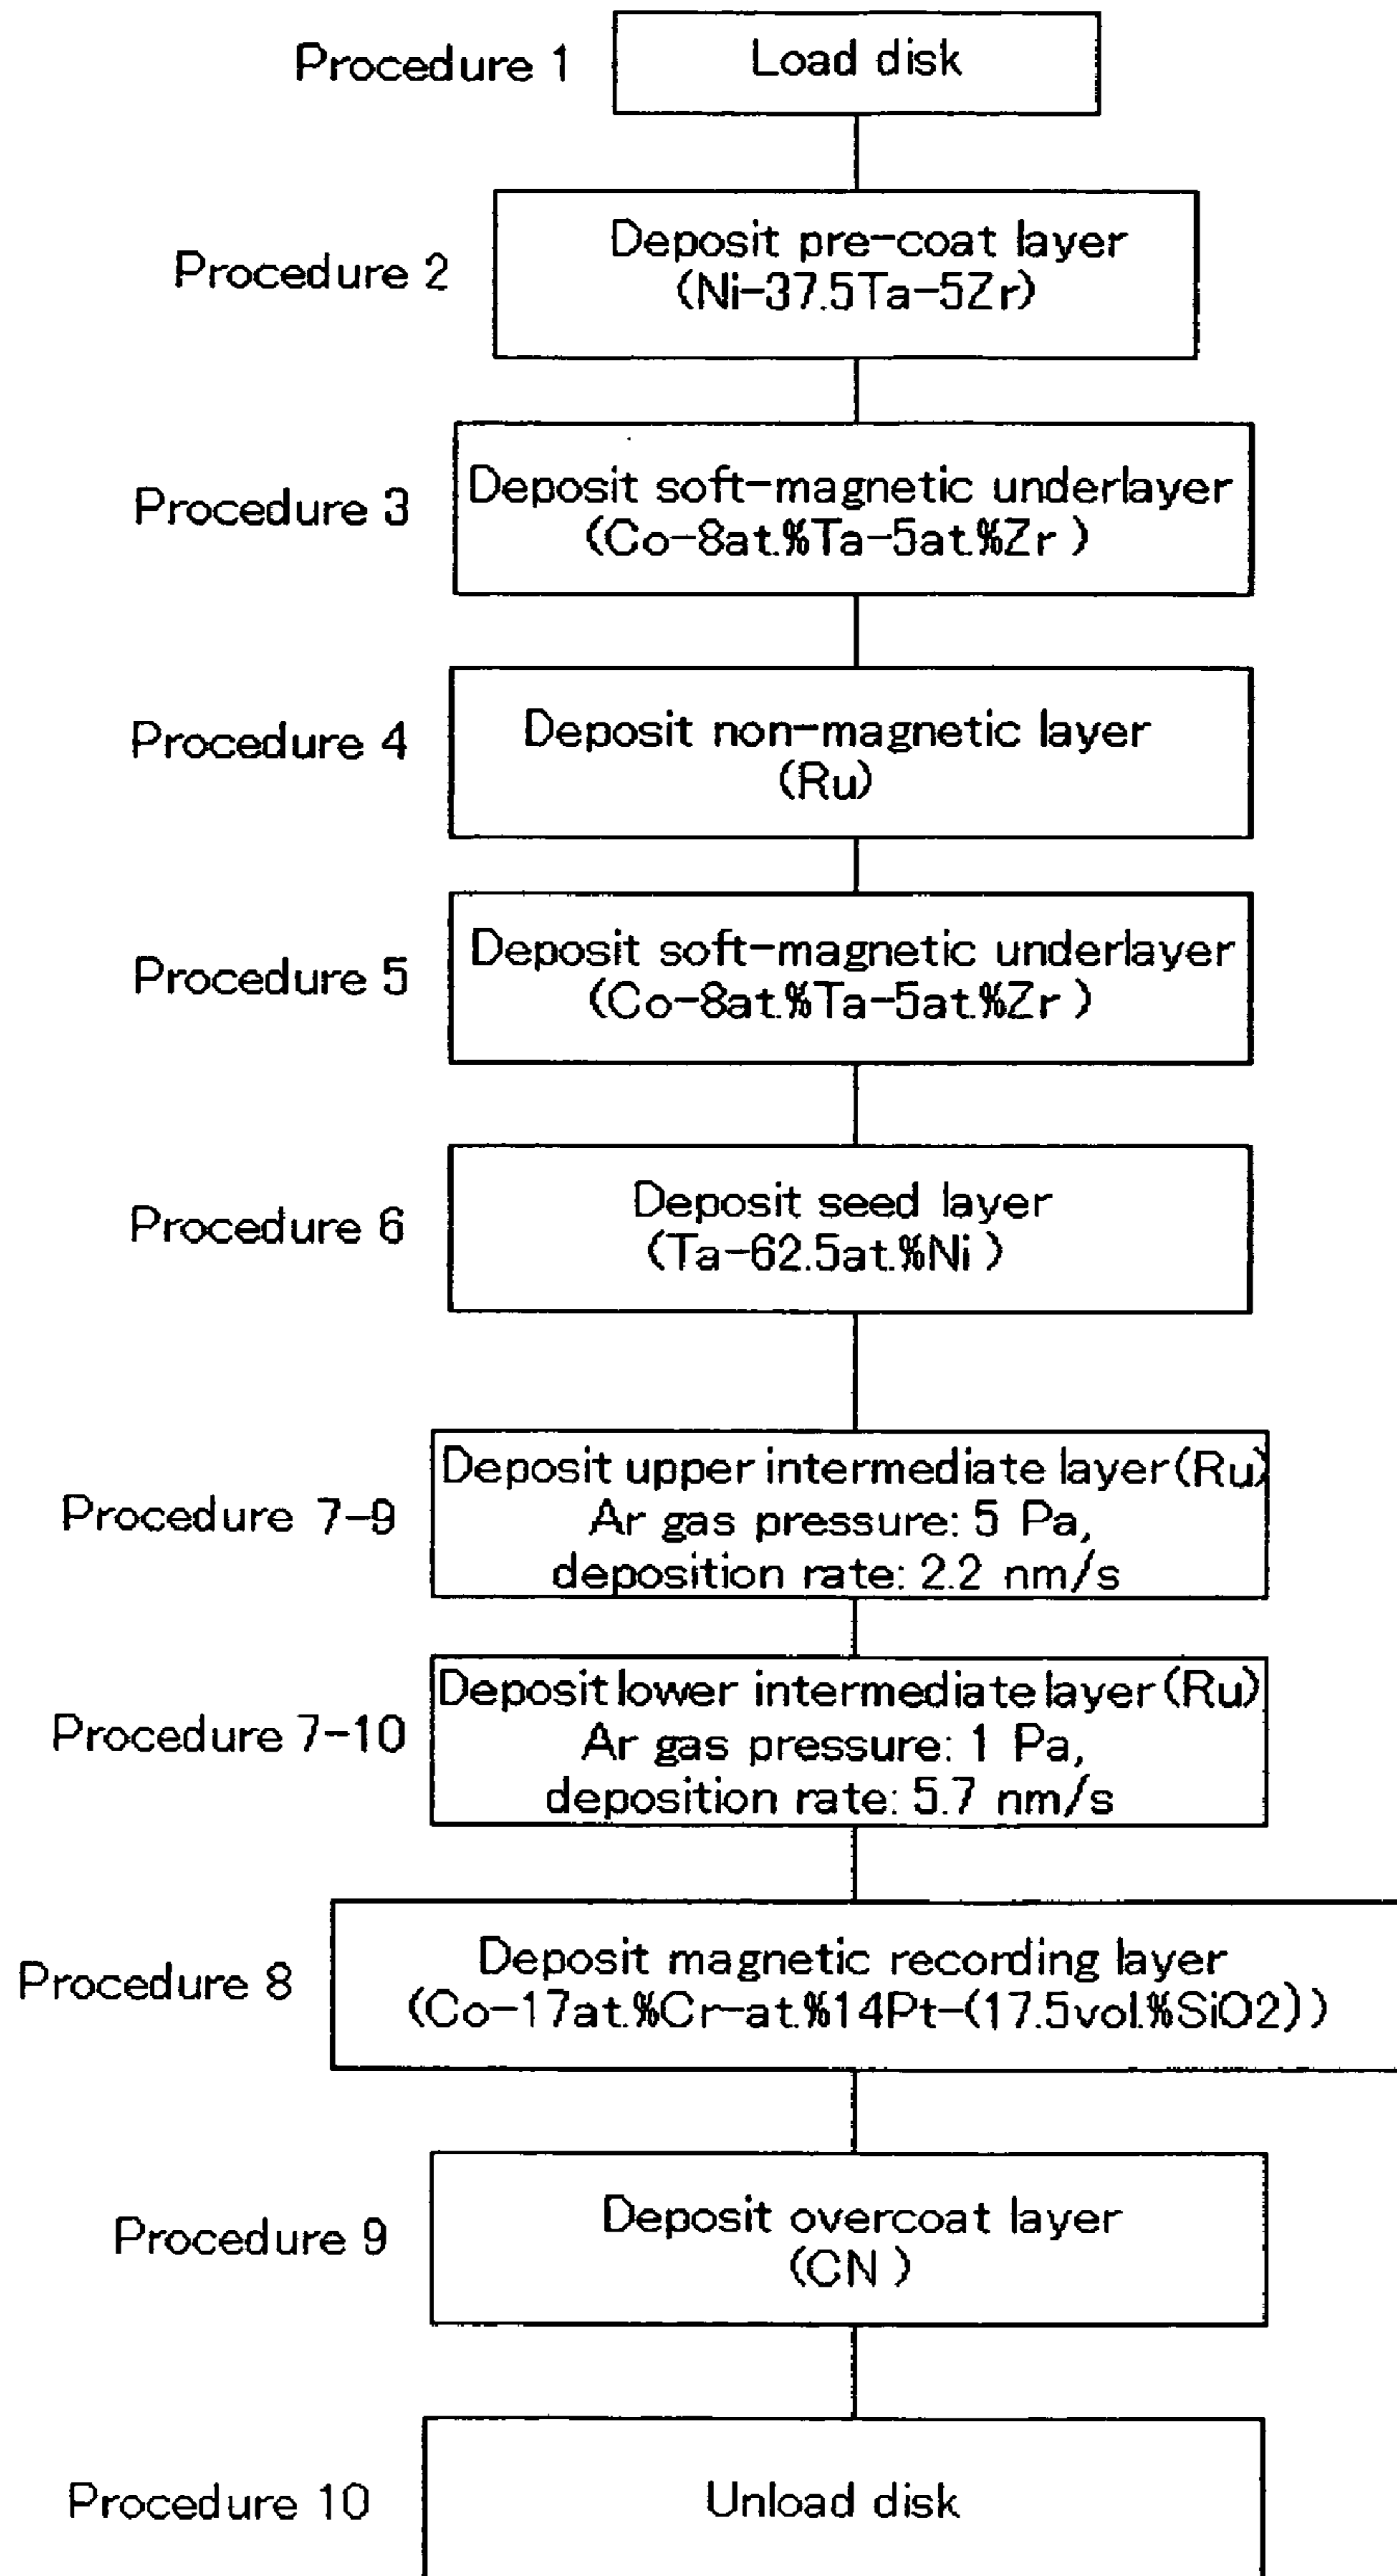 Procedure 1
Load disk
Procedure 2
Deposit pre-coat layer
(Ni-37.5Ta-5Zr)
Procedure 3
Deposit soft-magnetic underlayer
(Co-8at.%Ta-5at.%Zr)
Procedure 4
Deposit non-magnetic layer
(Ru)
Procedure 5
Deposit soft-magnetic underlayer
(Co-8at.%Ta-5at.%Zr)
Procedure 6
Deposit seed layer
(Ta-62.5at.%Ni)
Procedure 7-9
Deposit upper intermediate layer(Ru)
Ar gas pressure: 5 Pa,
deposition rate: 2.2 nm/s
Procedure 7-10
Deposit lower intermediate layer(Ru)
Ar gas pressure: 1 Pa,
deposition rate: 5.7 nm/s
Procedure 8
Deposit magnetic recording layer
(Co-17at.%Cr-at.%14Pt-(17.5vol.%SiO2))
Procedure 9
Deposit overcoat layer
(CN)
Procedure 10
Unload disk